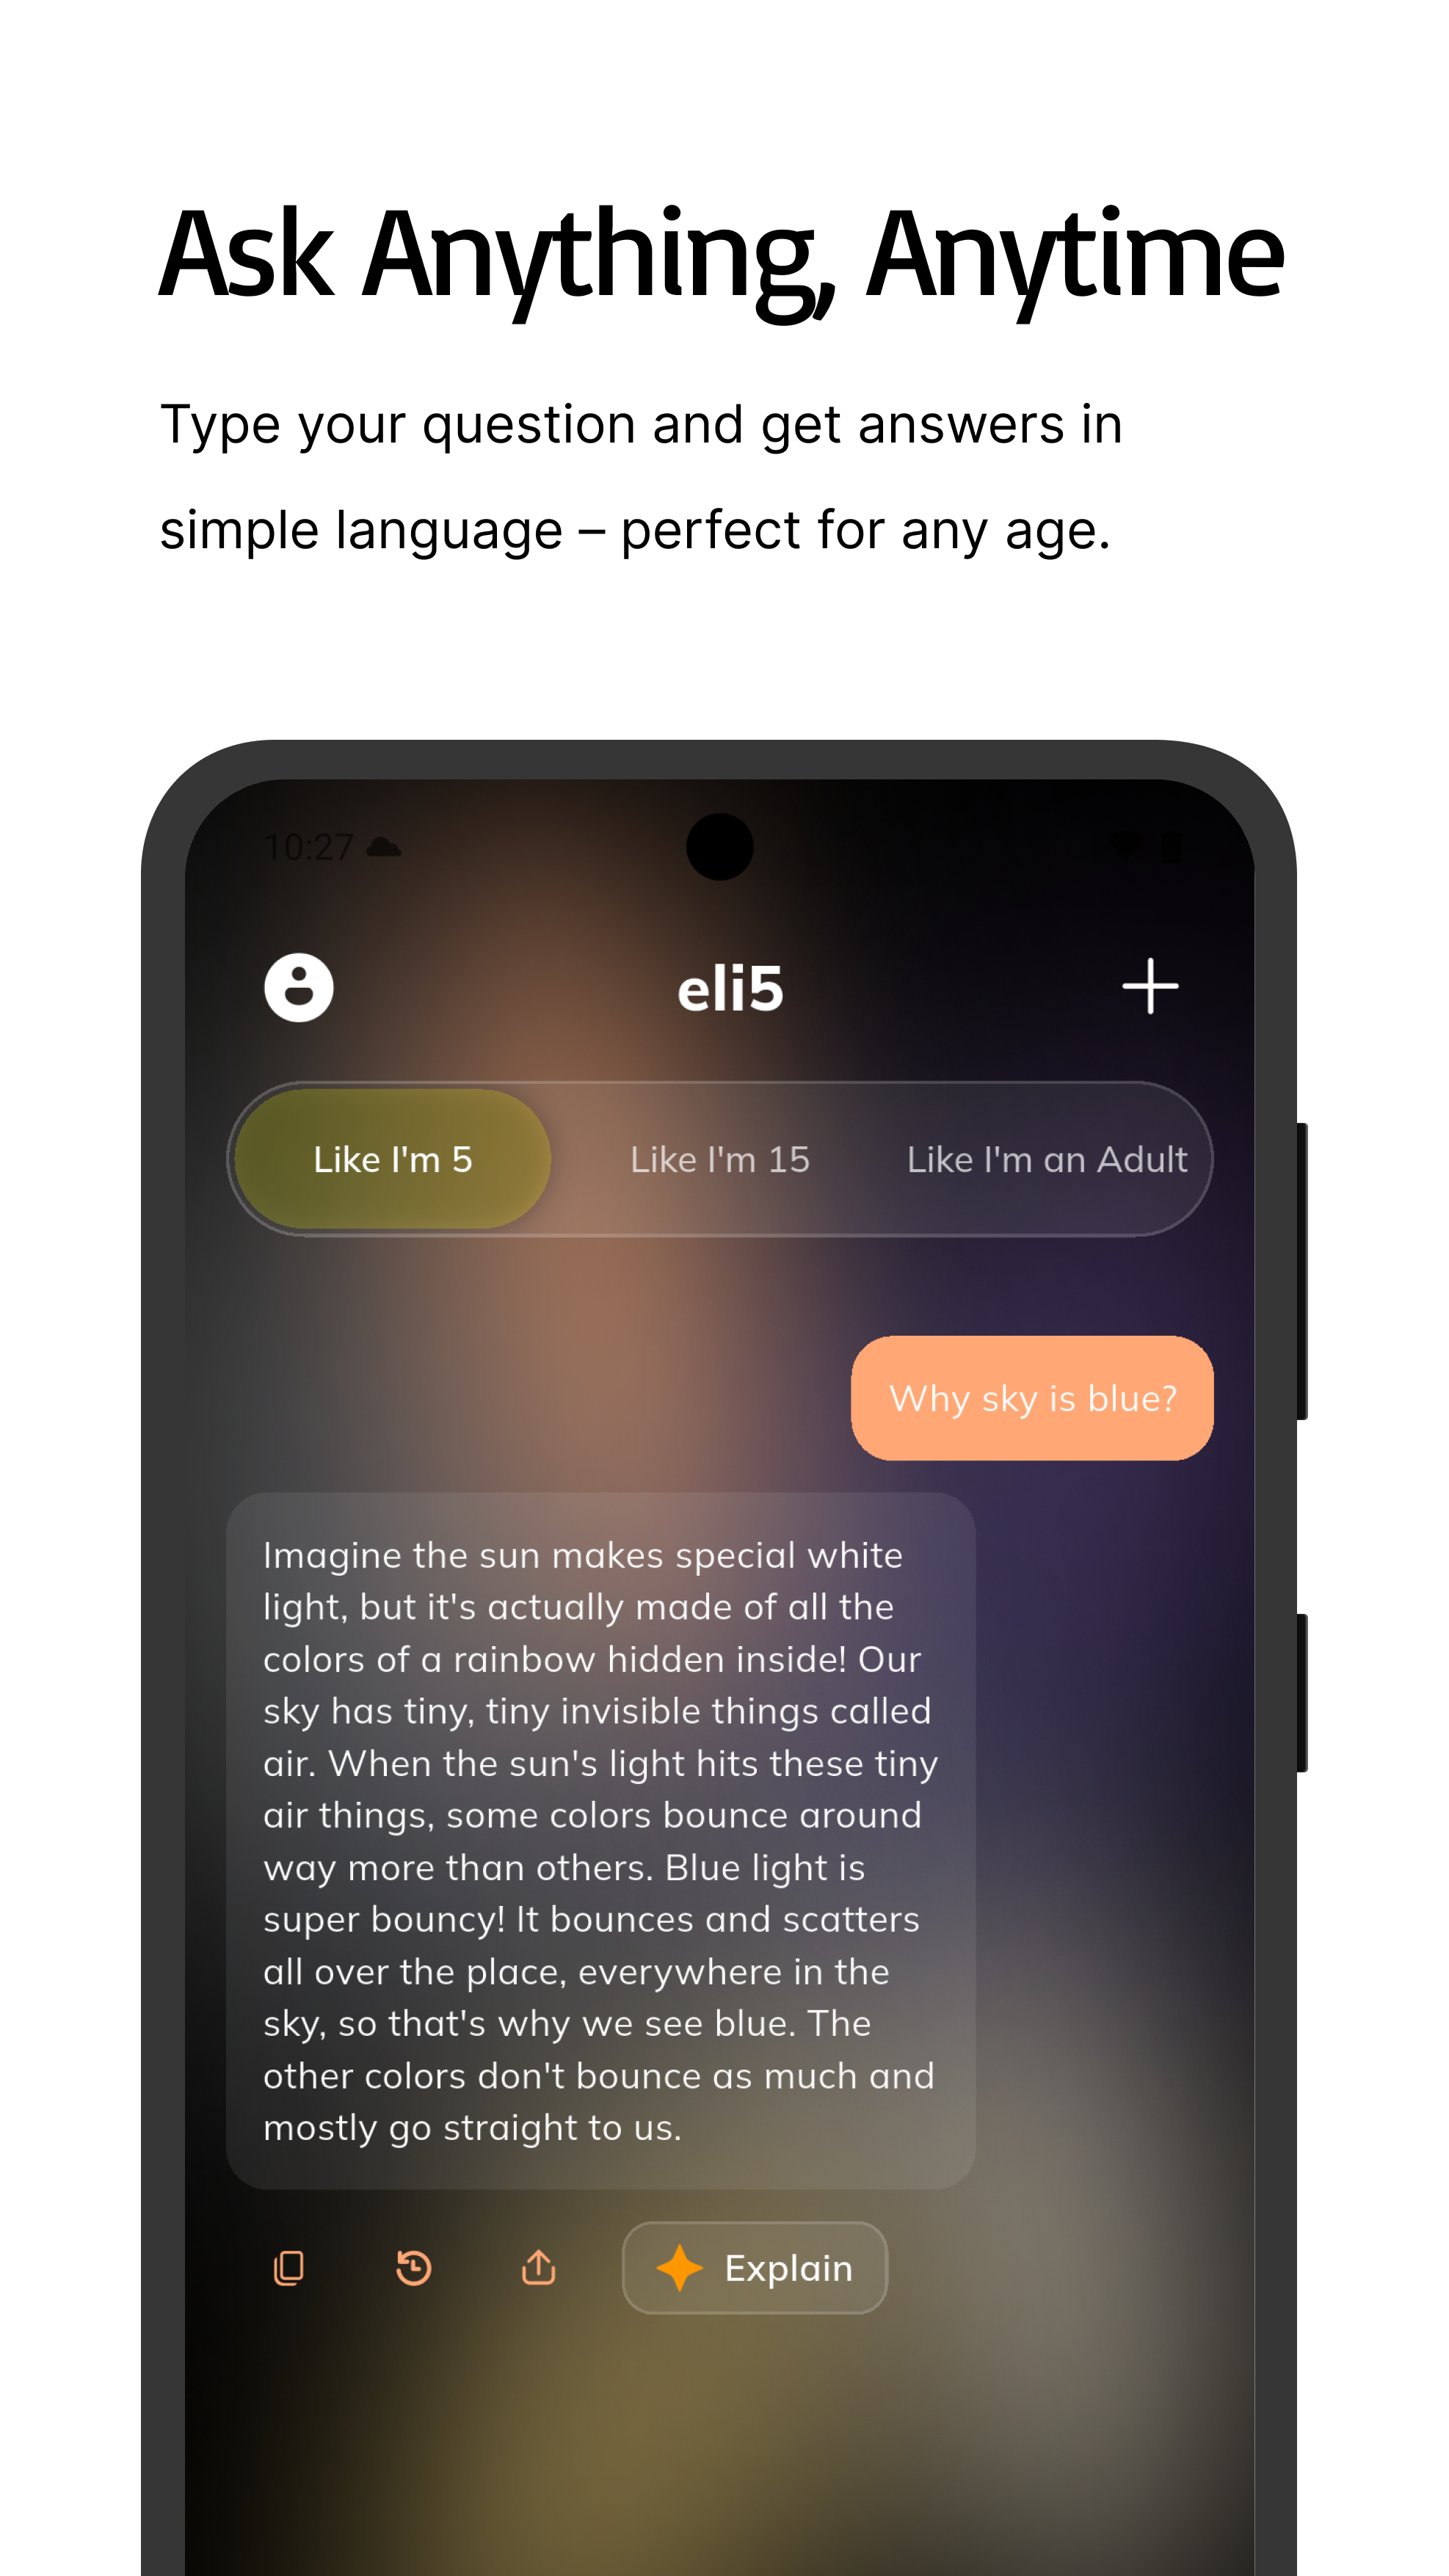 Ask Anything, Anytime
Type your question and get answers in
simple language – perfect for any age.
10:27
eli5
Like I'm 5
Like I'm 15
Like I'm an Adult
Why sky is blue?
Imagine the sun makes special white
light, but it's actually made of all the
colors of a rainbow hidden inside! Our
sky has tiny, tiny invisible things called
air. When the sun's light hits these tiny
air things, some colors bounce around
way more than others. Blue light is
super bouncy! It bounces and scatters
all over the place, everywhere in the
sky, so that's why we see blue. The
other colors don't bounce as much and
mostly go straight to us.
Explain